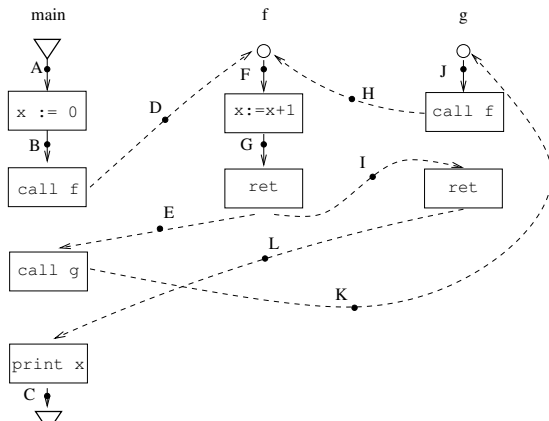 main
f
g
A
F
J
x := 0
D
x:=x+1
H
call f
B
G
call f
ret
I
ret
E
L
call g
K
print x
C